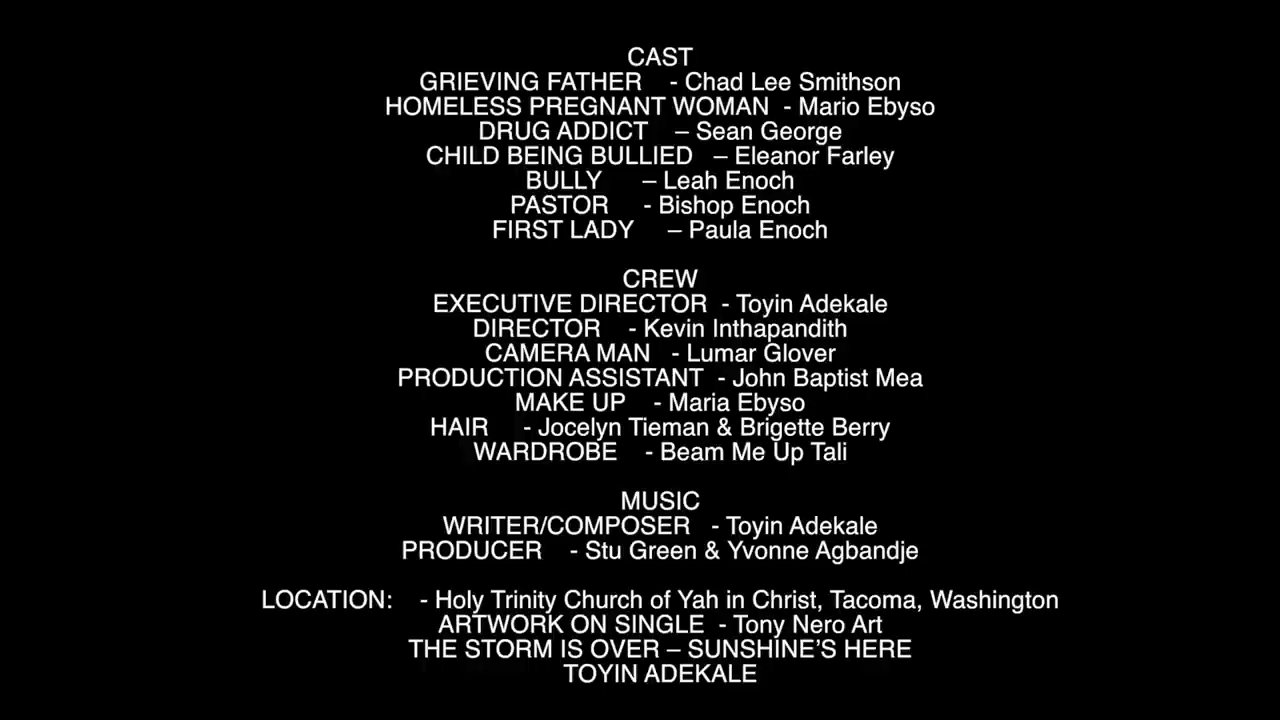 CAST
GRIEVING FATHER - Chad Lee Smithson
HOMELESS PREGNANT WOMAN - Mario Ebyso
DRUG ADDICT – Sean George
CHILD BEING BULLIED – Eleanor Farley
BULLY – Leah Enoch
PASTOR - Bishop Enoch
FIRST LADY – Paula Enoch
CREW
EXECUTIVE DIRECTOR - Toyin Adekale
DIRECTOR - Kevin Inthapandith
CAMERA MAN - Lumar Glover
PRODUCTION ASSISTANT - John Baptist Mea
MAKE UP - Maria Ebyso
HAIR - Jocelyn Tieman & Brigette Berry
WARDROBE - Beam Me Up Tali
MUSIC
WRITER/COMPOSER - Toyin Adekale
PRODUCER - Stu Green & Yvonne Agbandje
LOCATION: - Holy Trinity Church of Yah in Christ, Tacoma, Washington
ARTWORK ON SINGLE - Tony Nero Art
THE STORM IS OVER – SUNSHINE’S HERE
TOYIN ADEKALE